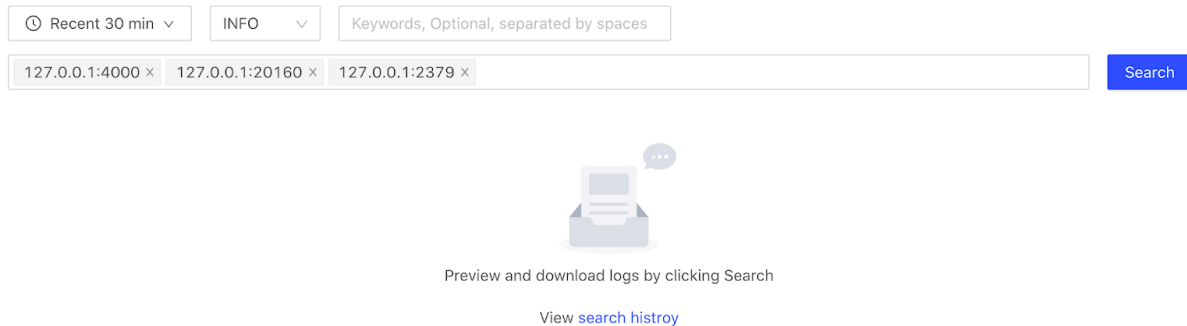 Recent 30 min INFO Keywords, Optional, separated by spaces
127.0.0.1:4000 × 127.0.0.1:20160 × 127.0.0.1:2379 × Search
Preview and download logs by clicking Search
View search histroy